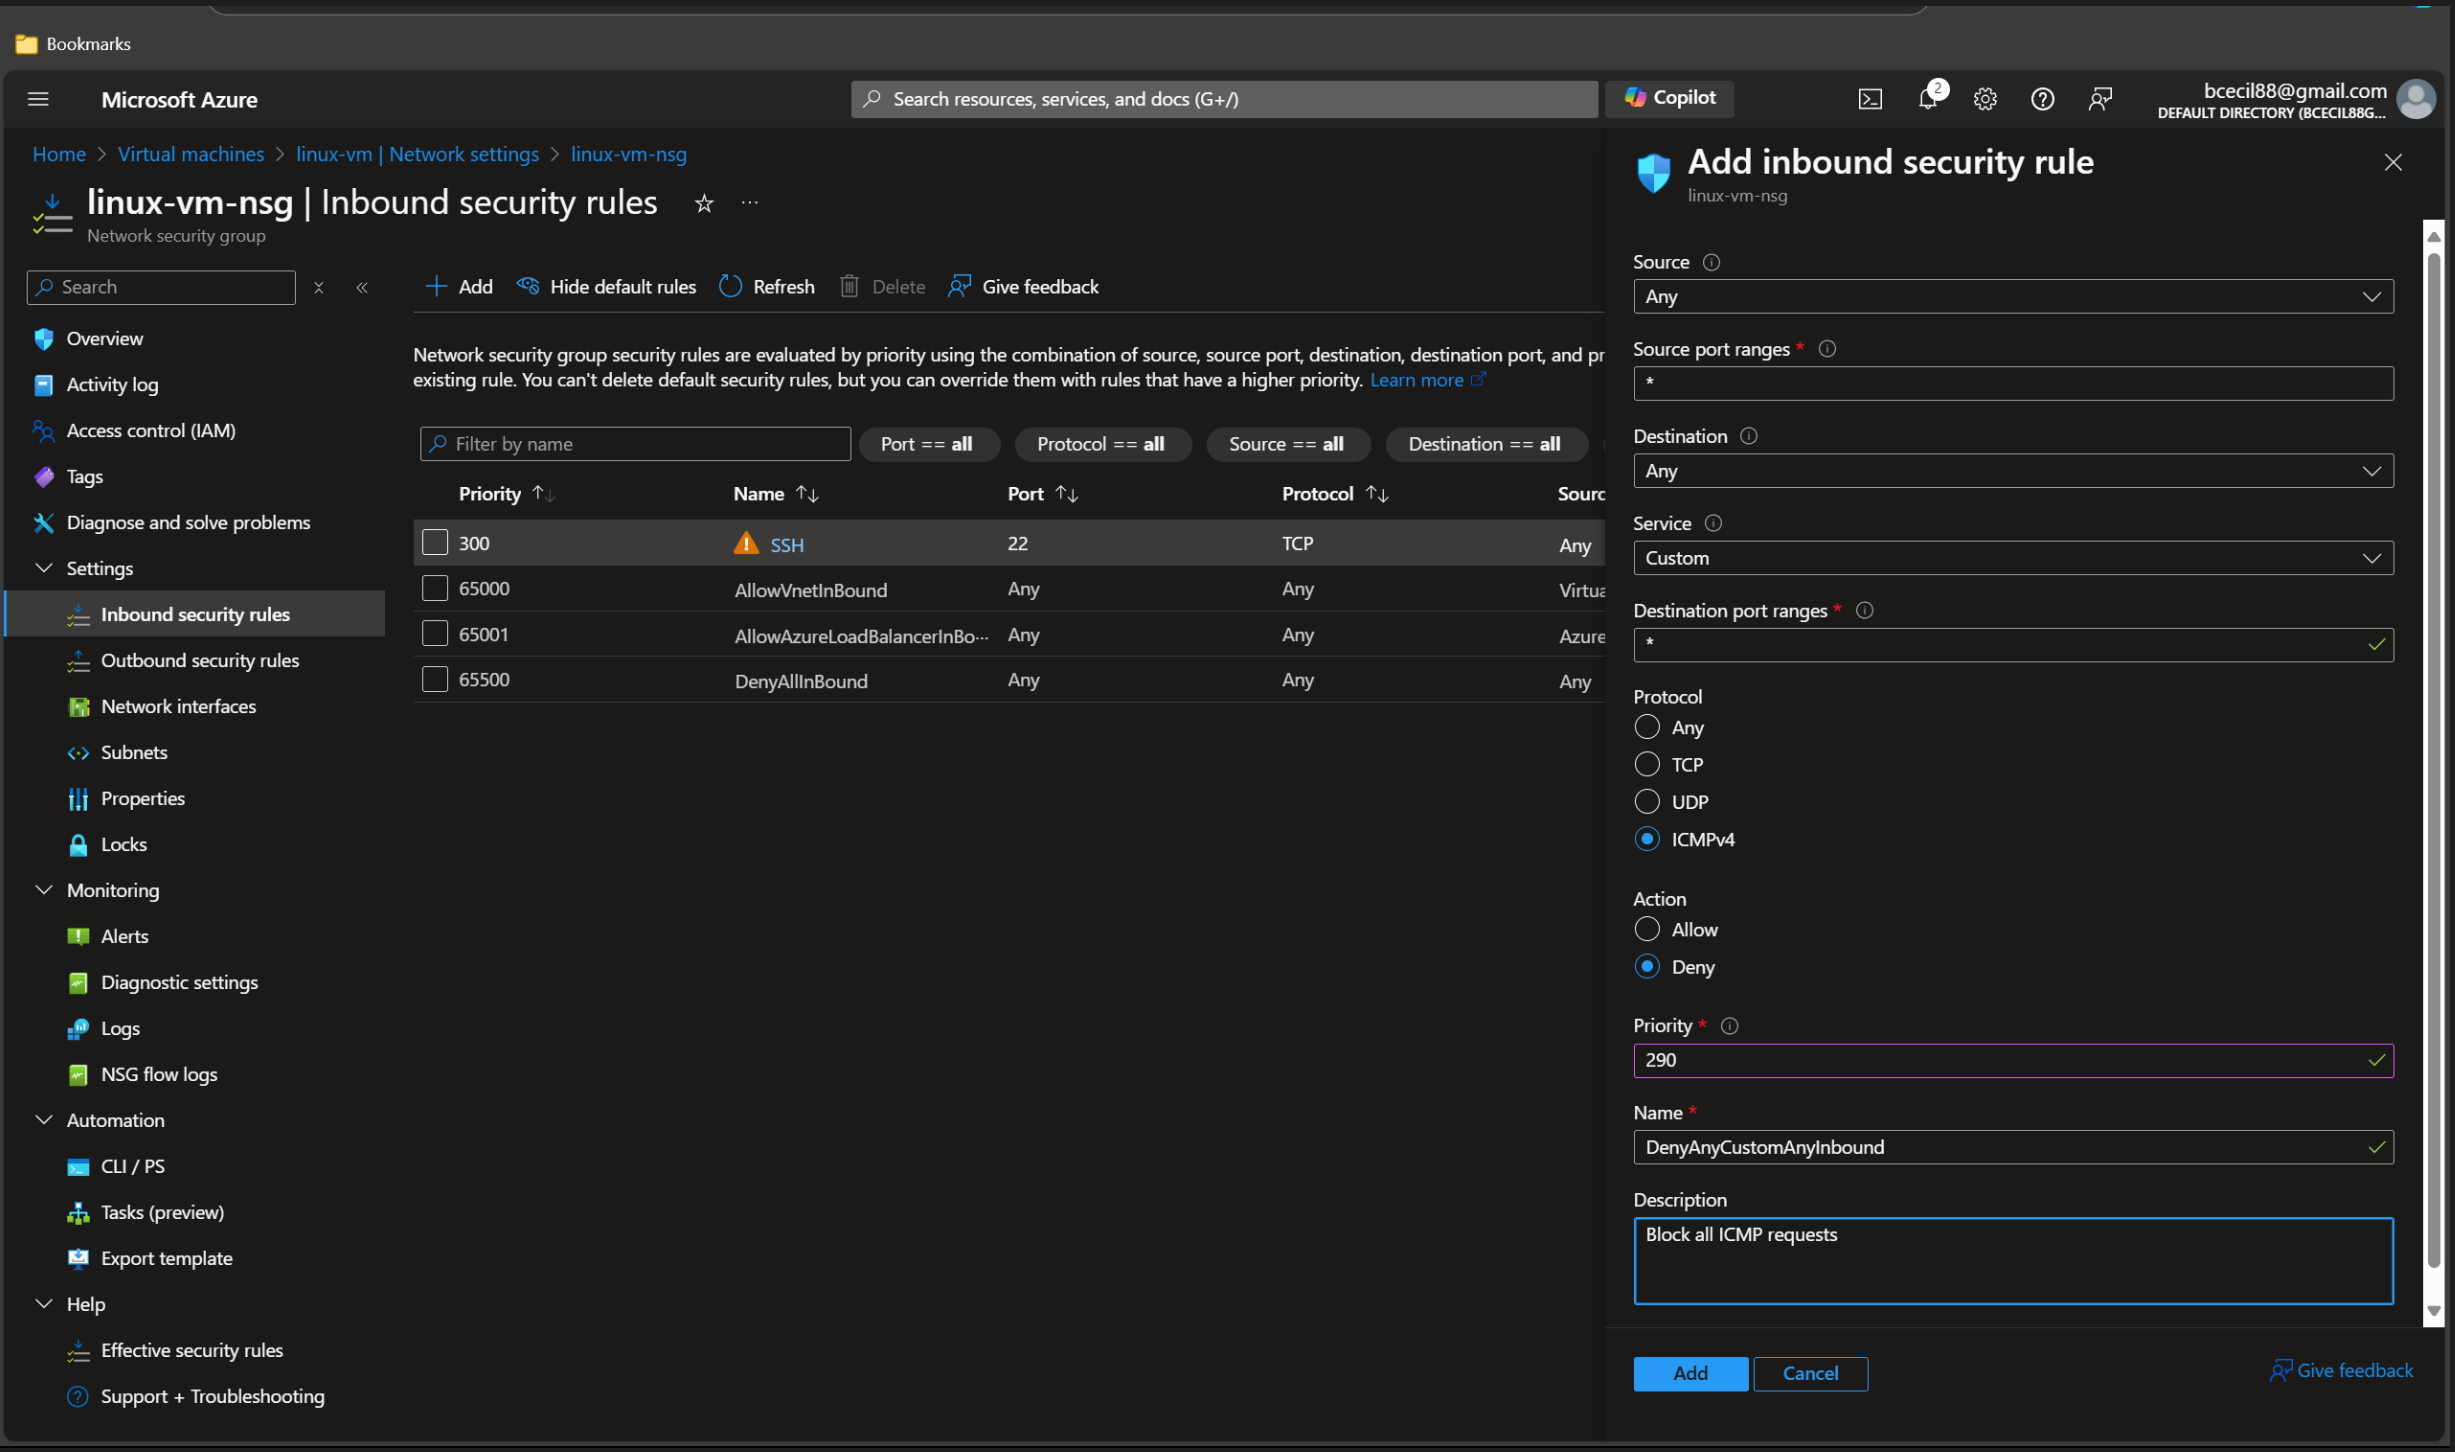 Bookmarks
Microsoft Azure
Search resources, services, and docs (G+/)
Copilot
2
bcecil88@gmail.com
DEFAULT DIRECTORY (BCECIL88G...
Home > Virtual machines > linux-vm | Network settings > linux-vm-nsg
linux-vm-nsg | Inbound security rules
Network security group
Search
Overview
Activity log
Access control (IAM)
Tags
Diagnose and solve problems
Settings
Inbound security rules
Outbound security rules
Network interfaces
Subnets
Properties
Locks
Monitoring
Alerts
Diagnostic settings
Logs
NSG flow logs
Automation
CLI / PS
Tasks (preview)
Export template
Help
Effective security rules
Support + Troubleshooting
Add Hide default rules Refresh Delete Give feedback
Network security group security rules are evaluated by priority using the combination of source, source port, destination, destination port, and pr
existing rule. You can't delete default security rules, but you can override them with rules that have a higher priority. Learn more
Filter by name Port == all Protocol == all Source == all Destination == all
Priority Name Port Protocol Sourc
300 SSH 22 TCP Any
65000 AllowVnetInBound Any Any Virtua
65001 AllowAzureLoadBalancerInBo··· Any Any Azure
65500 DenyAllInBound Any Any Any
Add inbound security rule
linux-vm-nsg
Source
Any
Source port ranges *
*
Destination
Any
Service
Custom
Destination port ranges *
*
Protocol
Any
TCP
UDP
ICMPv4
Action
Allow
Deny
Priority *
290
Name *
DenyAnyCustomAnyInbound
Description
Block all ICMP requests
Add Cancel
Give feedback